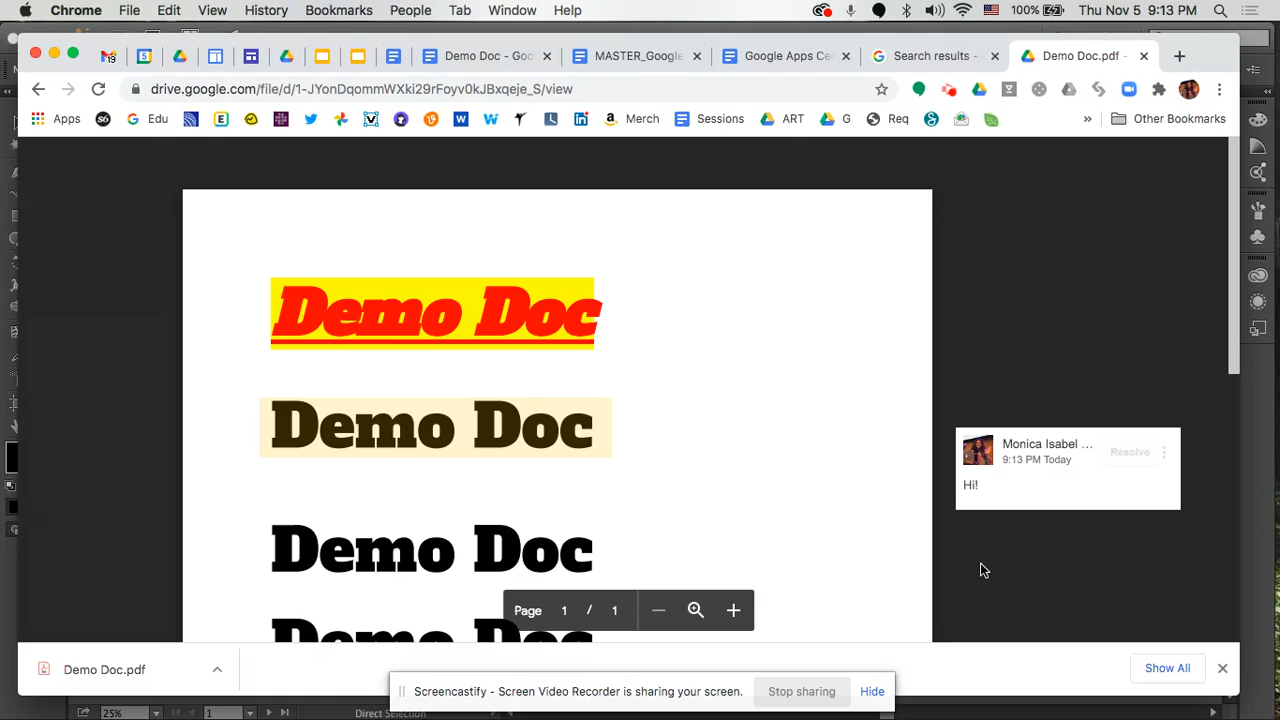 Chrome File Edit View History Bookmarks People Tab Window Help 100% Thu Nov 5 9:13 PM
Demo Doc - Goo MASTER_Google Google Apps Cer Search results - Demo Doc.pdf -
drive.google.com/file/d/1-JYonDqommWXki29rFoyv0kJBxqeje_S/view
Apps Edu Merch Sessions ART G Req » Other Bookmarks
Demo Doc
Demo Doc
Monica Isabel ... Resolve
9:13 PM Today
Hi!
Demo Doc
Page 1 / 1
Demo Doc
Demo Doc.pdf Show All
Screencastify - Screen Video Recorder is sharing your screen. Stop sharing Hide
25% 1 Direct Selection